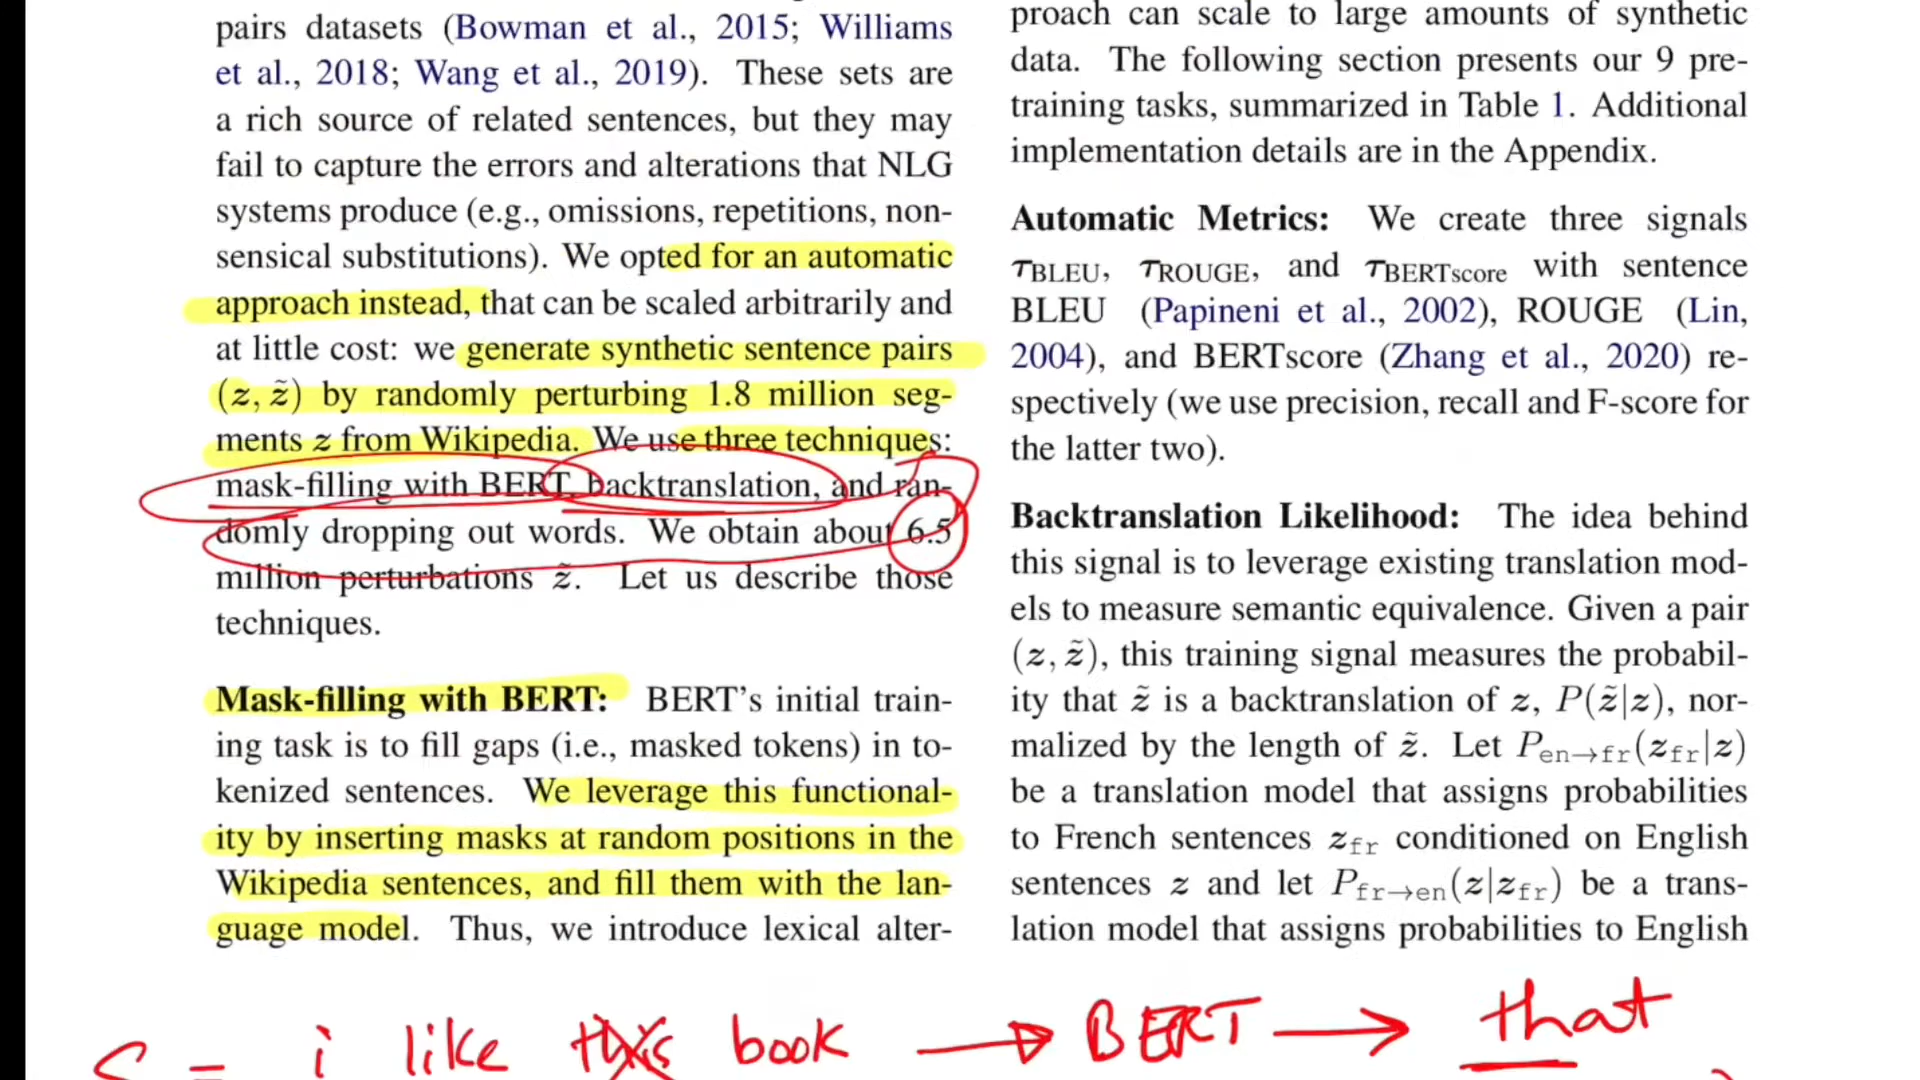 pairs datasets (Bowman et al., 2015; Williams
et al., 2018; Wang et al., 2019). These sets are
a rich source of related sentences, but they may
fail to capture the errors and alterations that NLG
systems produce (e.g., omissions, repetitions, non-
sensical substitutions). We opted for an automatic
approach instead, that can be scaled arbitrarily and
at little cost: we generate synthetic sentence pairs
(z, z̃) by randomly perturbing 1.8 million seg-
ments z from Wikipedia. We use three techniques:
mask-filling with BERT, backtranslation, and ran-
domly dropping out words. We obtain about 6.5
million perturbations z̃. Let us describe those
techniques.
Mask-filling with BERT: BERT's initial train-
ing task is to fill gaps (i.e., masked tokens) in to-
kenized sentences. We leverage this functional-
ity by inserting masks at random positions in the
Wikipedia sentences, and fill them with the lan-
guage model. Thus, we introduce lexical alter-
proach can scale to large amounts of synthetic
data. The following section presents our 9 pre-
training tasks, summarized in Table 1. Additional
implementation details are in the Appendix.
Automatic Metrics: We create three signals
τBLEU, τROUGE, and τBERTscore with sentence
BLEU (Papineni et al., 2002), ROUGE (Lin,
2004), and BERTscore (Zhang et al., 2020) re-
spectively (we use precision, recall and F-score for
the latter two).
Backtranslation Likelihood: The idea behind
this signal is to leverage existing translation mod-
els to measure semantic equivalence. Given a pair
(z, z̃), this training signal measures the probabil-
ity that z̃ is a backtranslation of z, P(z̃|z), nor-
malized by the length of z̃. Let Pen→fr(zfr|z)
be a translation model that assigns probabilities
to French sentences zfr conditioned on English
sentences z and let Pfr→en(z|zfr) be a trans-
lation model that assigns probabilities to English
S = i like this book → BERT → that